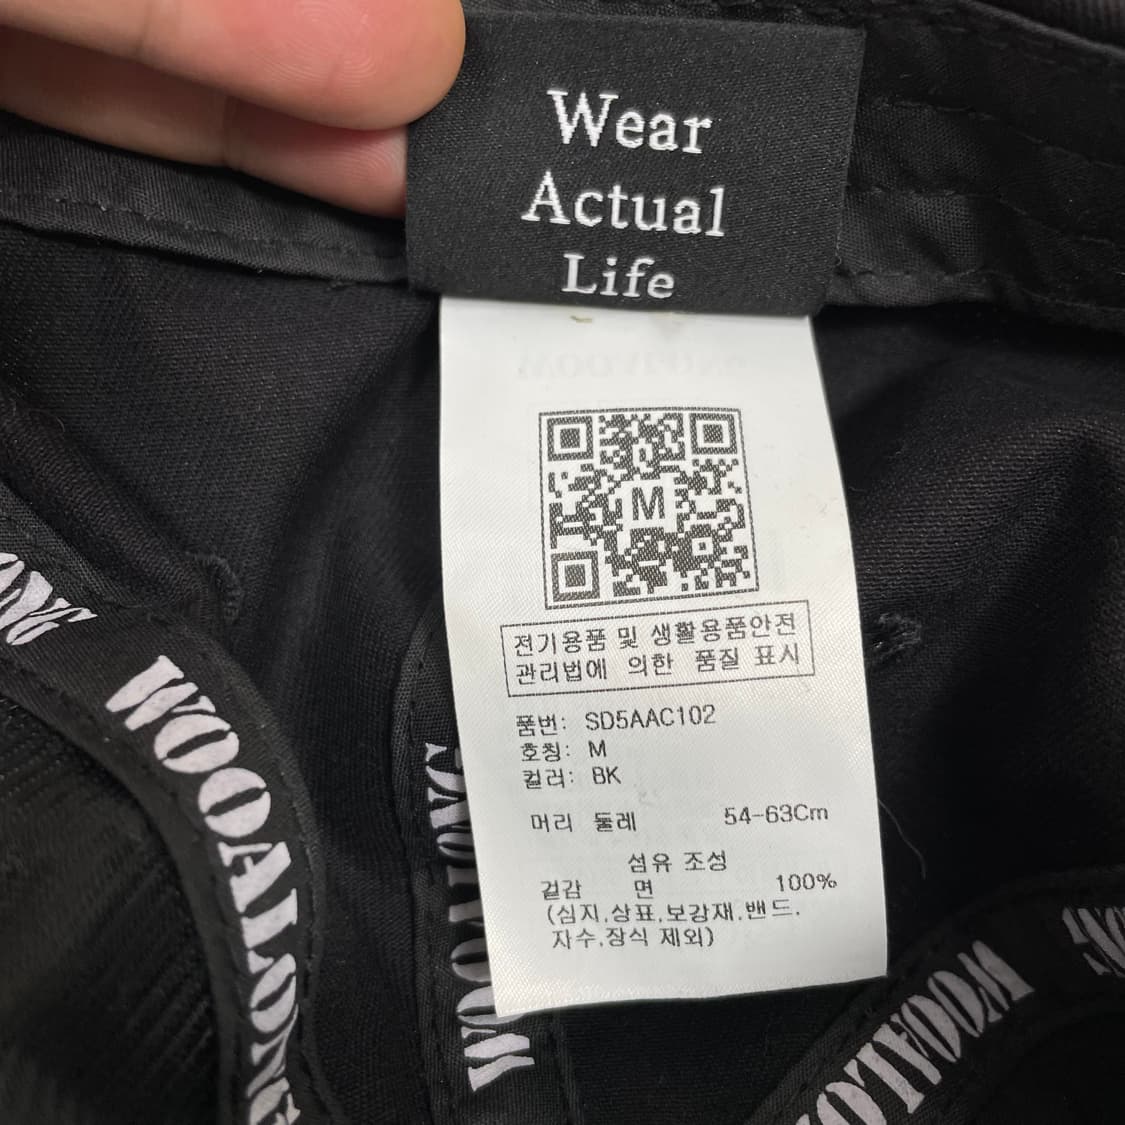 Wear
Actual
Life
M
전기용품 및 생활용품안전
관리법에 의한 품질 표시
품번: SD5AAC102
호칭: M
컬러: BK
머리 둘레 54-63Cm
섬유 조성
겉감 면 100%
(심지.상표.보강재.밴드.
자수.장식 제외)
WOOALONG
WOOALONG
WOOALO